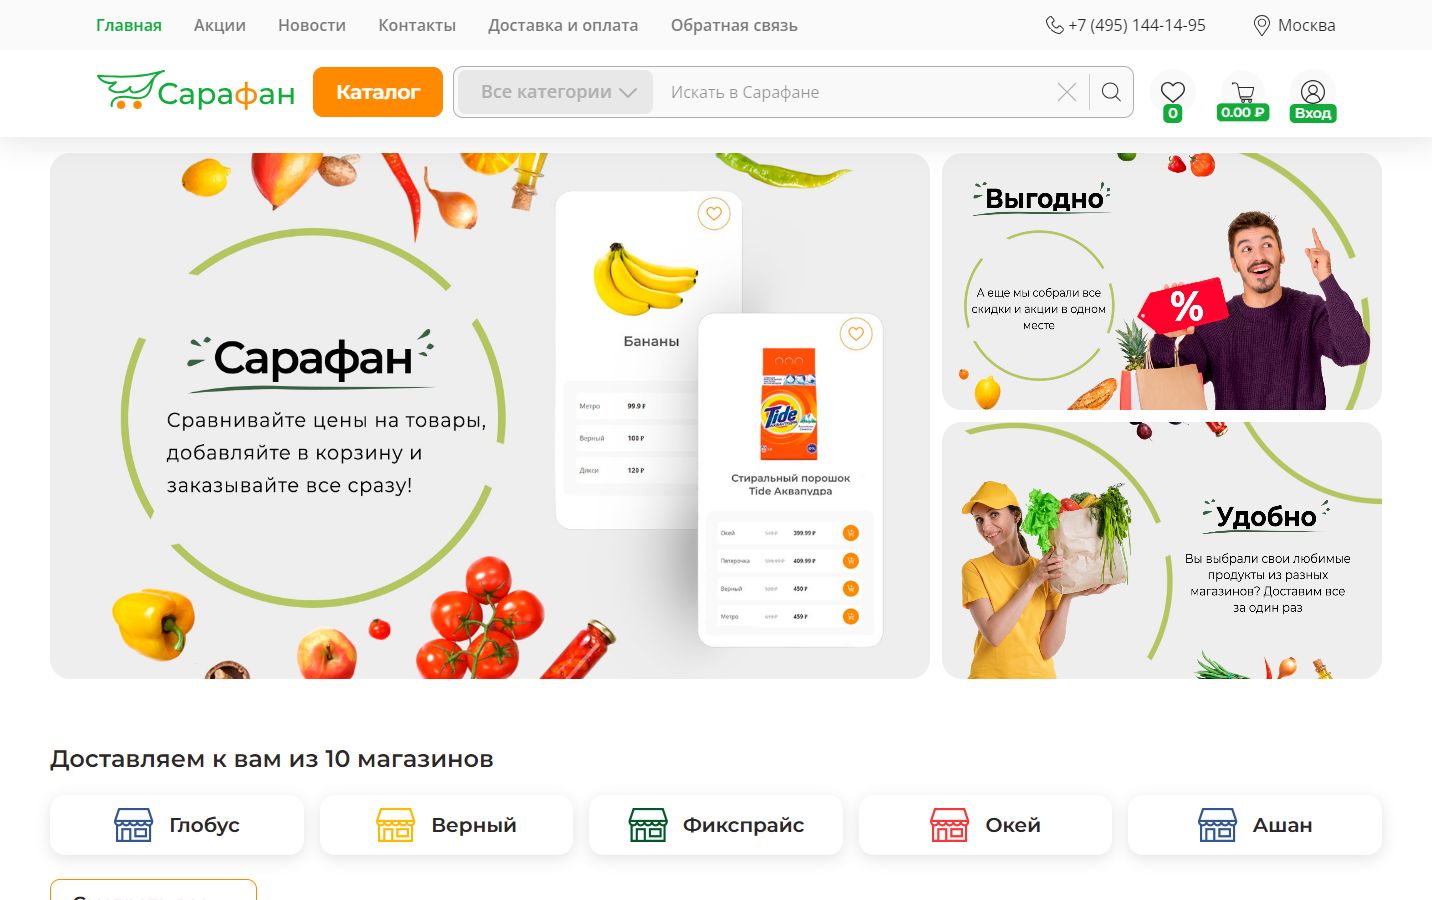 Главная Акции Новости Контакты Доставка и оплата Обратная связь +7 (495) 144-14-95 Москва
Сарафан Каталог Все категории Искать в Сарафане 0 0.00 ₽ Вход
Сарафан
Сравнивайте цены на товары,
добавляйте в корзину и
заказывайте все сразу!
Бананы
Метро 99.9 ₽
Верный 100 ₽
Дикси 120 ₽
Tide
Стиральный порошок
Tide Аквапудра
Окей 399.99 ₽
Пятерочка 409.99 ₽
Верный 450 ₽
Метро 459 ₽
Выгодно
А еще мы собрали все
скидки и акции в одном
месте
%
Удобно
Вы выбрали свои любимые
продукты из разных
магазинов? Доставим все
за один раз
Доставляем к вам из 10 магазинов
Глобус Верный Фикспрайс Окей Ашан